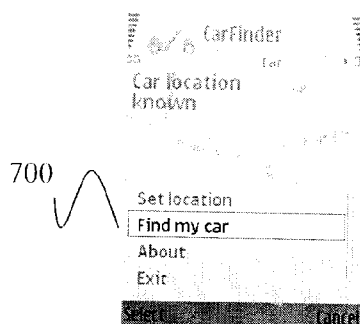 CarFinder
Car location
known
700
Set location
Find my car
About
Exit
Select Cancel